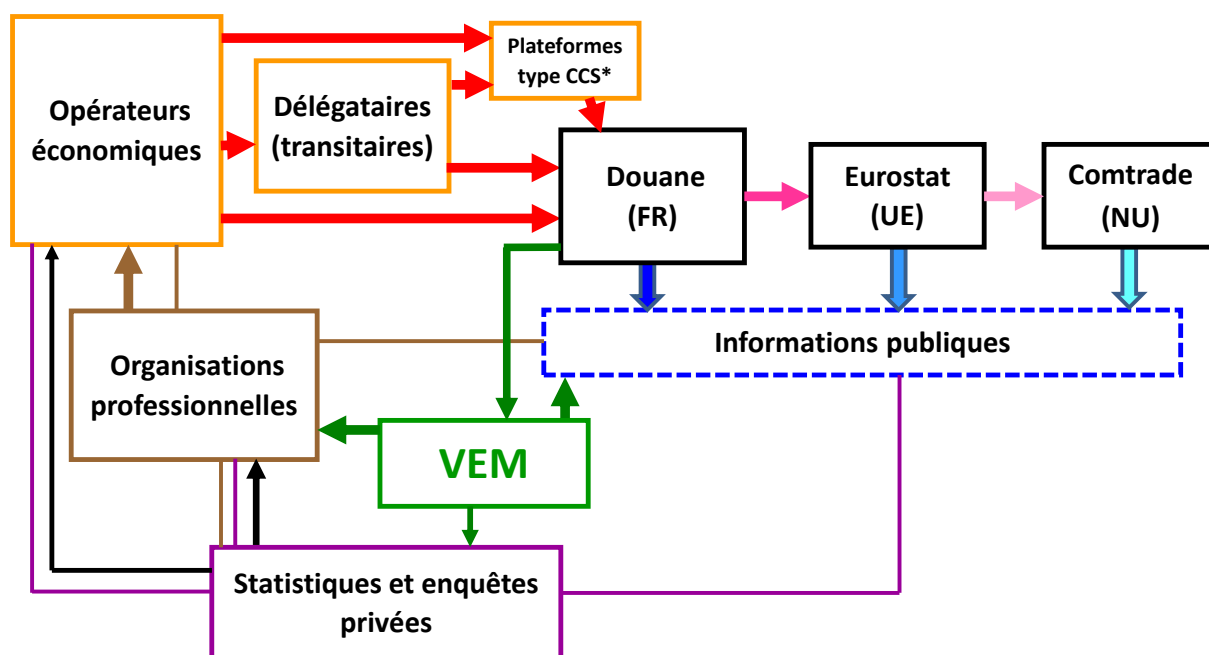 Opérateurs
économiques
Délégataires
(transitaires)
Plateformes
type CCS*
Douane
(FR)
Eurostat
(UE)
Comtrade
(NU)
Informations publiques
Organisations
professionnelles
VEM
Statistiques et enquêtes
privées